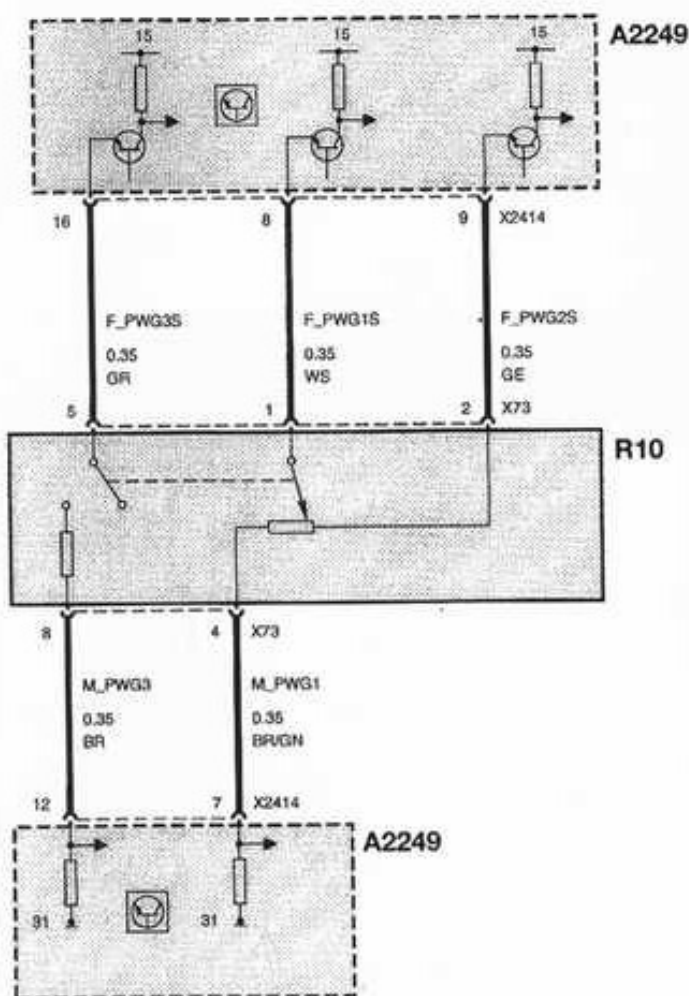 15 15 15 A2249
16 8 9 X2414
F_PWG3S F_PWG1S F_PWG2S
0.35 0.35 0.35
GR WS GE
5 1 2 X73
R10
8 4 X73
M_PWG3 M_PWG1
0.35 0.35
BR BR/GN
12 7 X2414
A2249
31 31